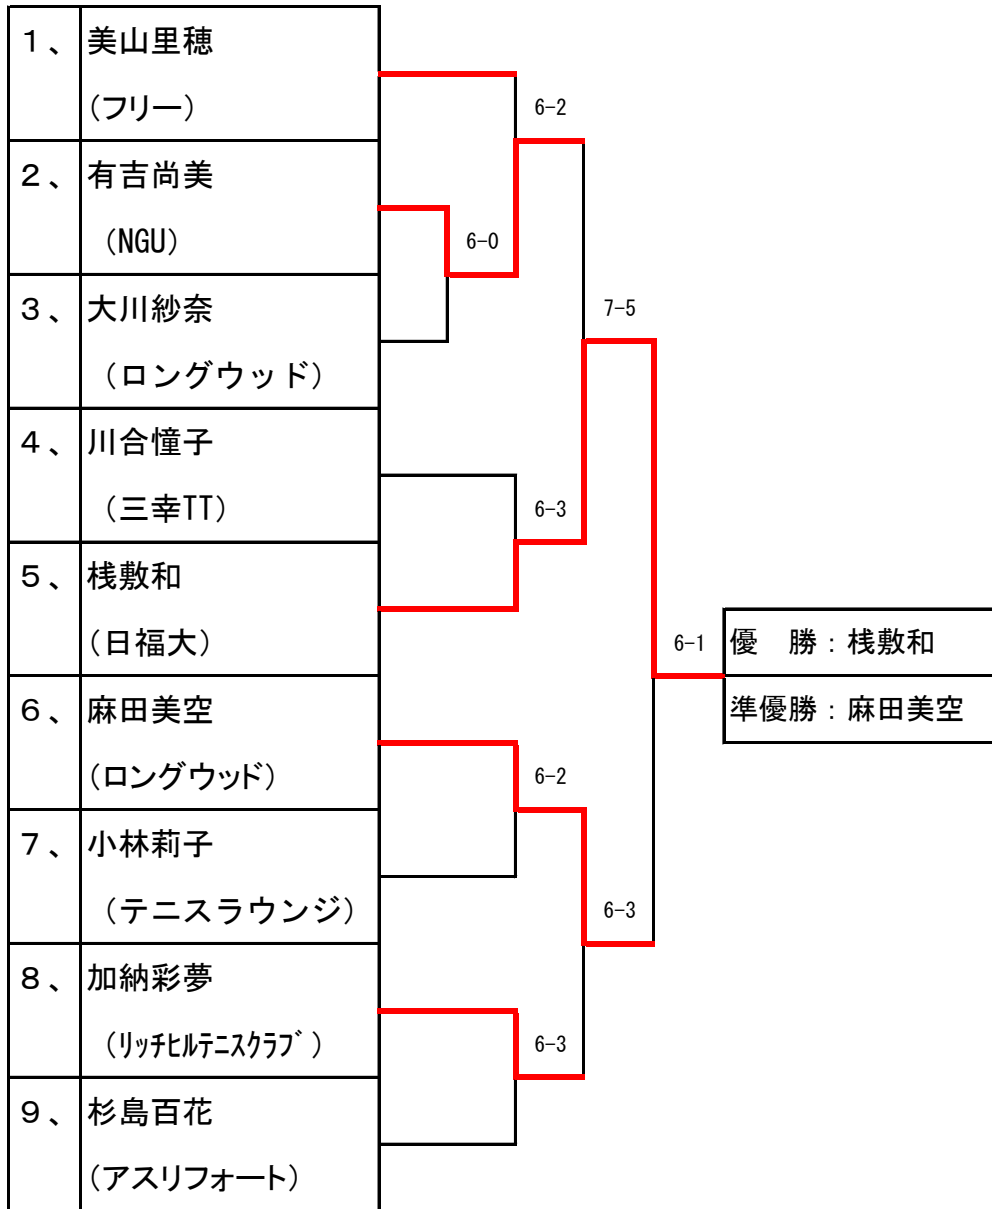 1、 美山里穂
(フリー)
6-2
2、 有吉尚美
(NGU)
6-0
3、 大川紗奈
(ロングウッド)
7-5
4、 川合憧子
(三幸TT)
6-3
5、 桟敷和
(日福大)
6-1
優 勝：桟敷和
準優勝：麻田美空
6、 麻田美空
(ロングウッド)
6-2
7、 小林莉子
(テニスラウンジ)
6-3
8、 加納彩夢
(ﾘｯﾁﾋﾙﾃﾆｽｸﾗﾌﾞ)
6-3
9、 杉島百花
(アスリフォート)